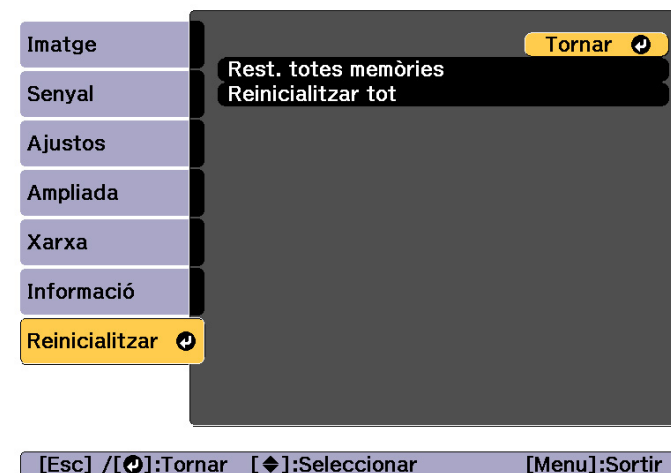 Imatge
Senyal
Ajustos
Ampliada
Xarxa
Informació
Reinicialitzar
Tornar
Rest. totes memòries
Reinicialitzar tot
[Esc] /[⏎]:Tornar [◆]:Seleccionar [Menu]:Sortir